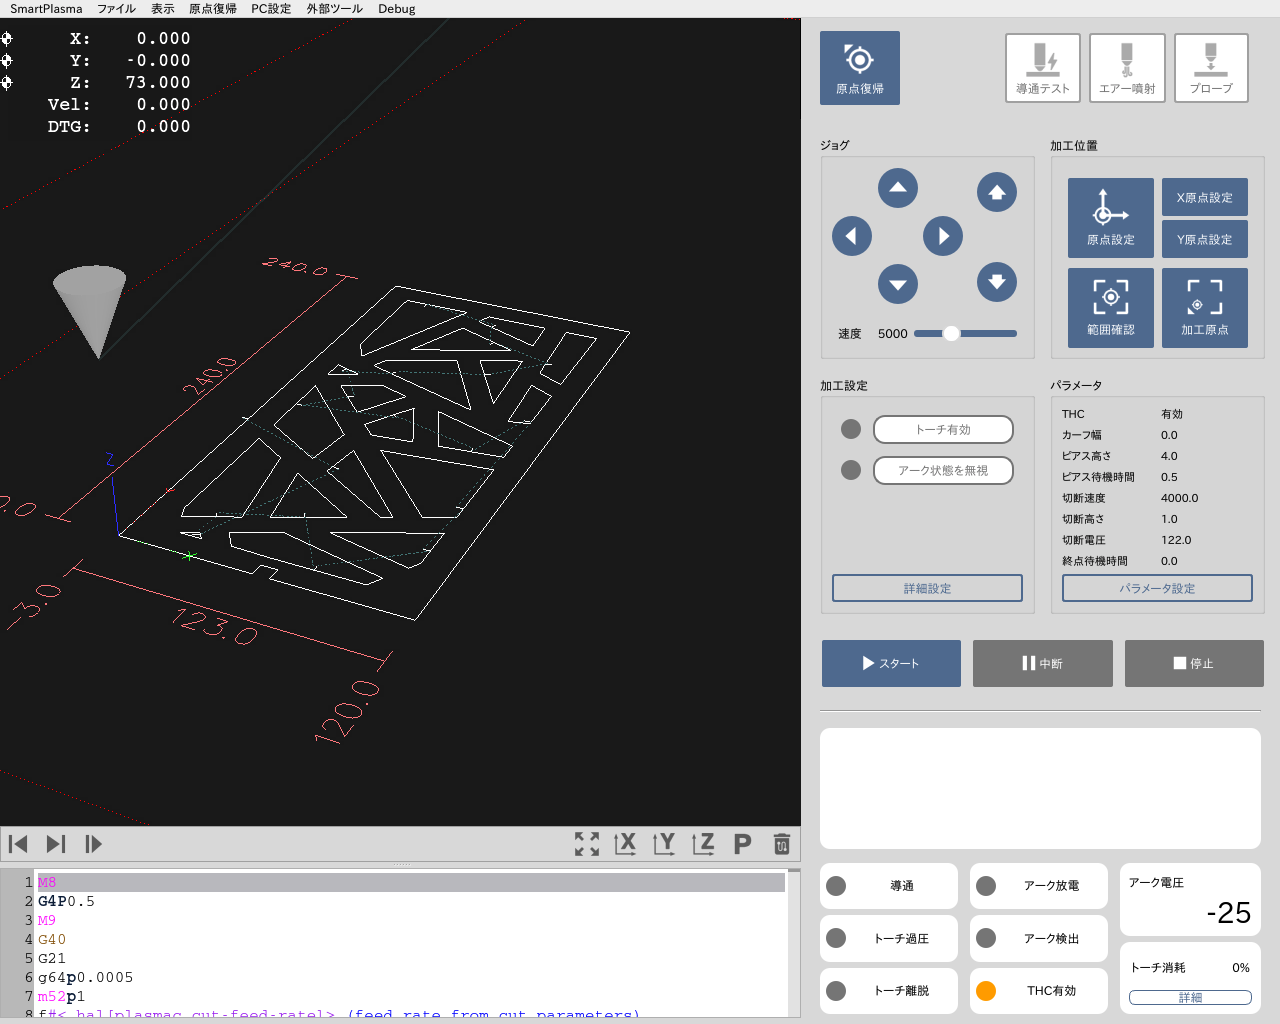 SmartPlasma ファイル 表示 原点復帰 PC設定 外部ツール Debug
X: 0.000
Y: -0.000
Z: 73.000
Vel: 0.000
DTG: 0.000
240.0
240.0
Z
0.0
-3.0
123.0
120.0
原点復帰
導通テスト
エアー噴射
プローブ
ジョグ
速度 5000
加工位置
原点設定
X原点設定
Y原点設定
範囲確認
加工原点
加工設定
トーチ有効
アーク状態を無視
詳細設定
パラメータ
THC 有効
カーフ幅 0.0
ピアス高さ 4.0
ピアス待機時間 0.5
切断速度 4000.0
切断高さ 1.0
切断電圧 122.0
終点待機時間 0.0
パラメータ設定
スタート
中断
停止
X
Y
Z
P
1 M8
2 G4P0.5
3 M9
4 G40
5 G21
6 g64p0.0005
7 m52p1
8 f#<_hal[plasmac.cut-feed-rate]> (feed rate from cut parameters)
導通
アーク放電
トーチ過圧
アーク検出
トーチ離脱
THC有効
アーク電圧
-25
トーチ消耗 0%
詳細